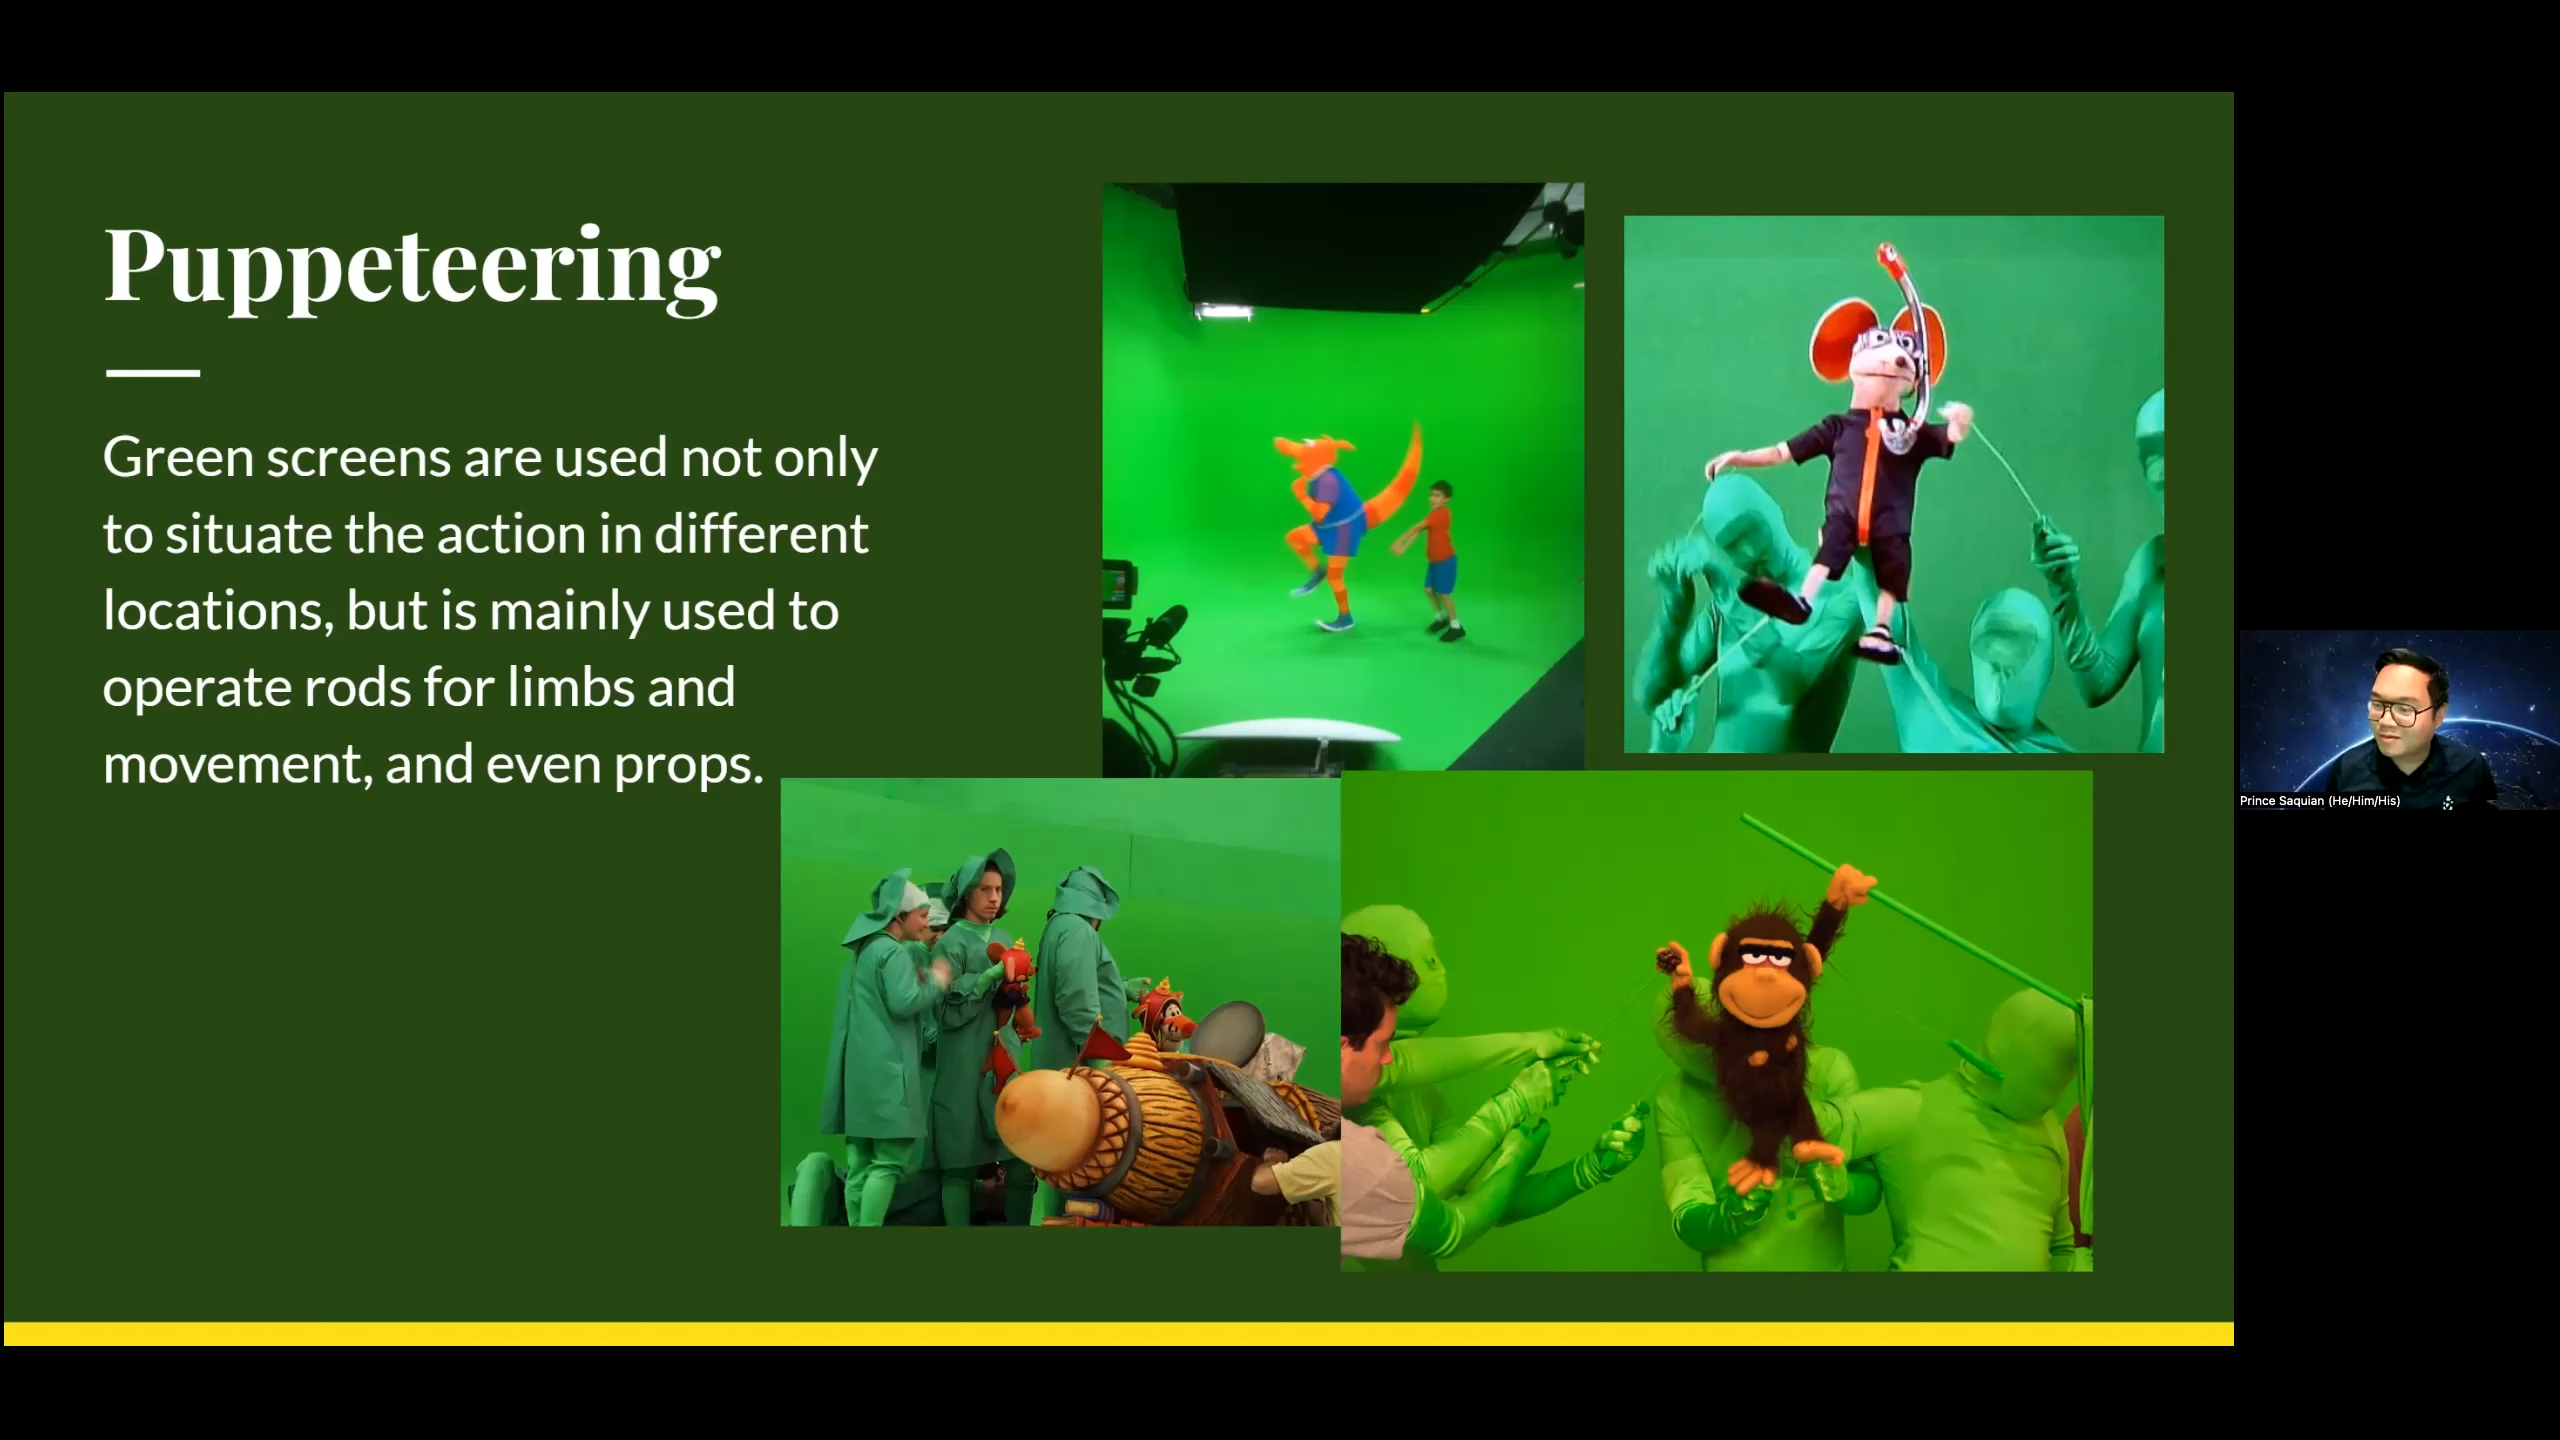 Puppeteering
Green screens are used not only
to situate the action in different
locations, but is mainly used to
operate rods for limbs and
movement, and even props.
Prince Saquian (He/Him/His)